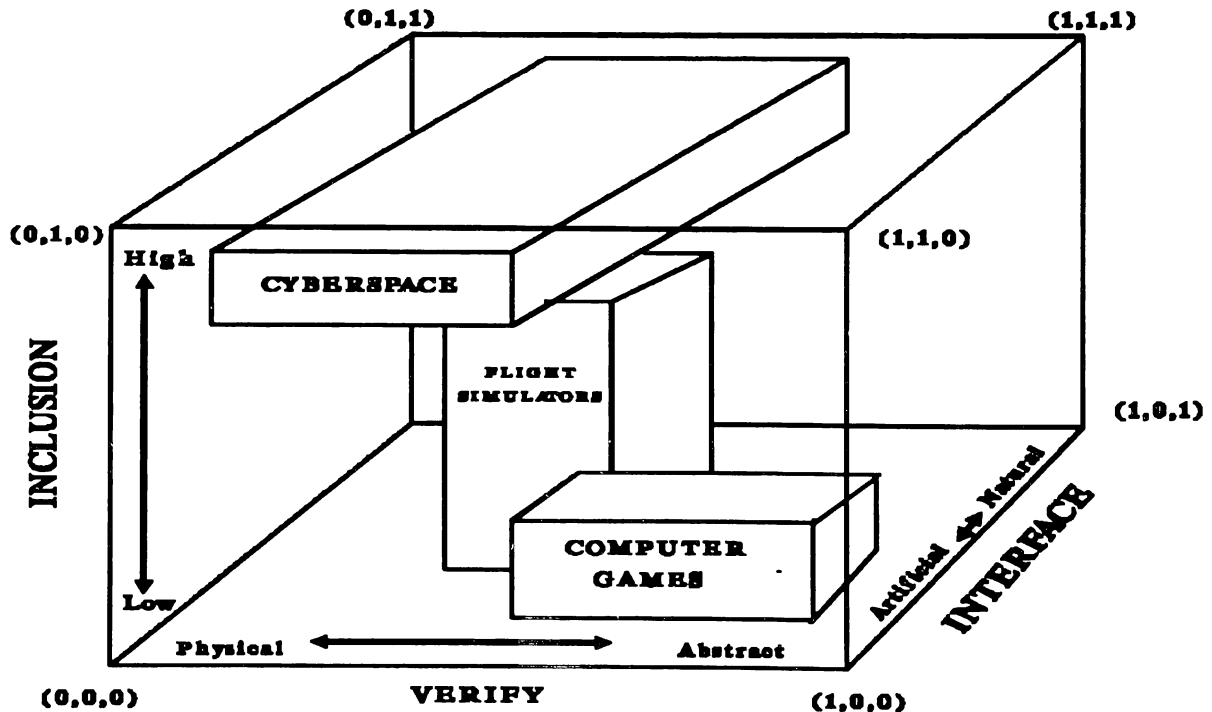 (0,1,1)
(1,1,1)
(0,1,0)
(1,1,0)
High
CYBERSPACE
INCLUSION
FLIGHT
SIMULATORS
(1,0,1)
COMPUTER
GAMES
Low
Artificial
Natural
INTERFACE
Physical
Abstract
(0,0,0)
VERIFY
(1,0,0)